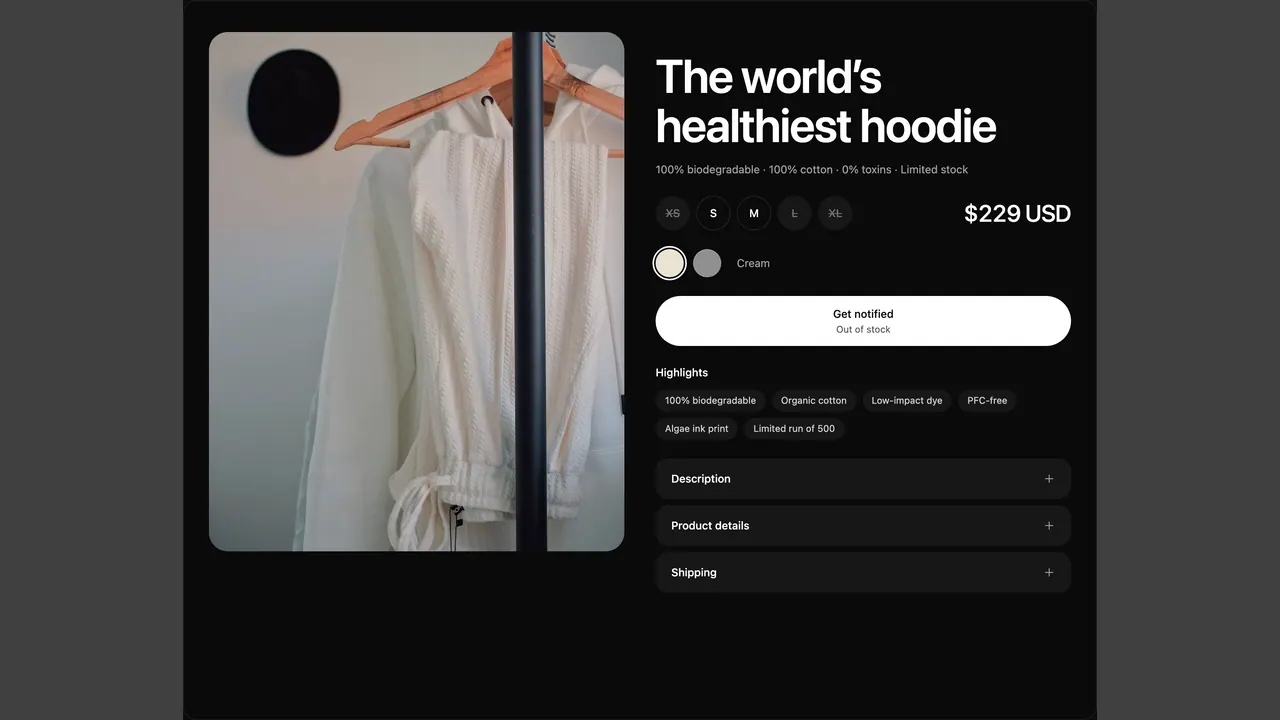 The world's
healthiest hoodie
100% biodegradable · 100% cotton · 0% toxins · Limited stock
XS S M L XL
$229 USD
Cream
Get notified
Out of stock
Highlights
100% biodegradable Organic cotton Low-impact dye PFC-free
Algae ink print Limited run of 500
Description
Product details
Shipping